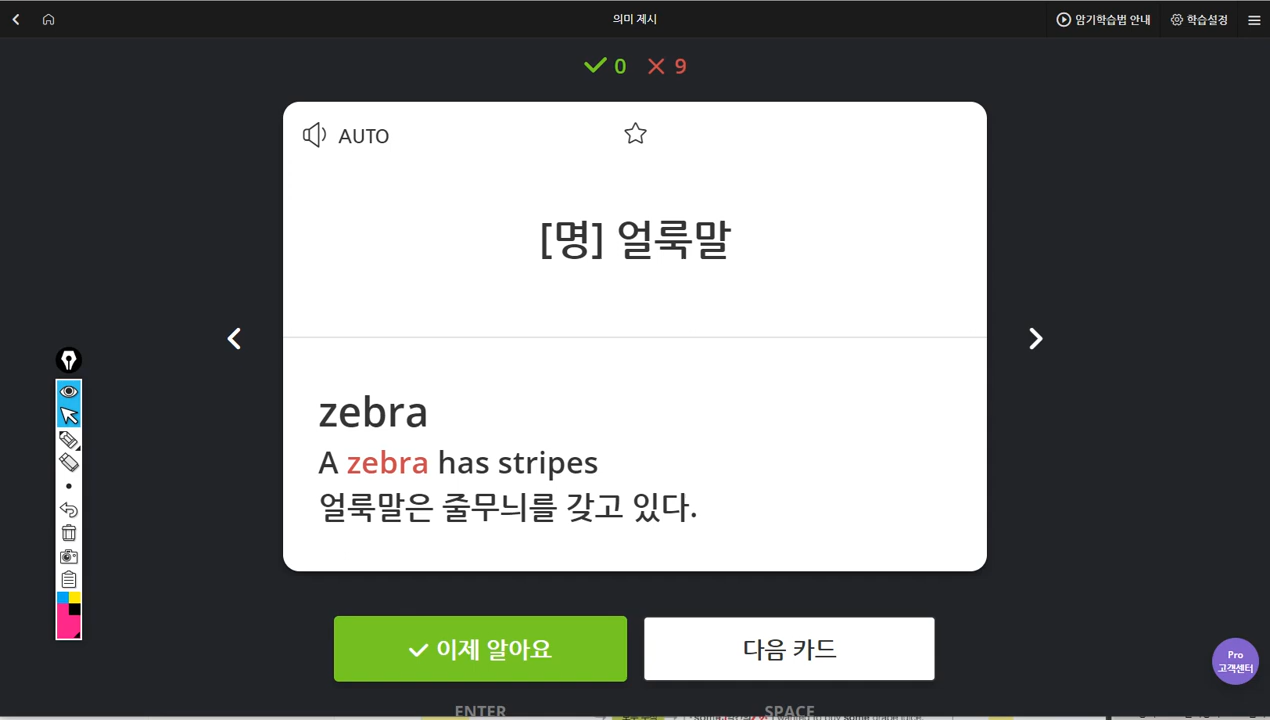 의미 제시
암기학습법 안내
학습설정
0
9
AUTO
[명] 얼룩말
zebra
A zebra has stripes
얼룩말은 줄무늬를 갖고 있다.
이제 알아요
다음 카드
Pro
고객센터
ENTER
SPACE